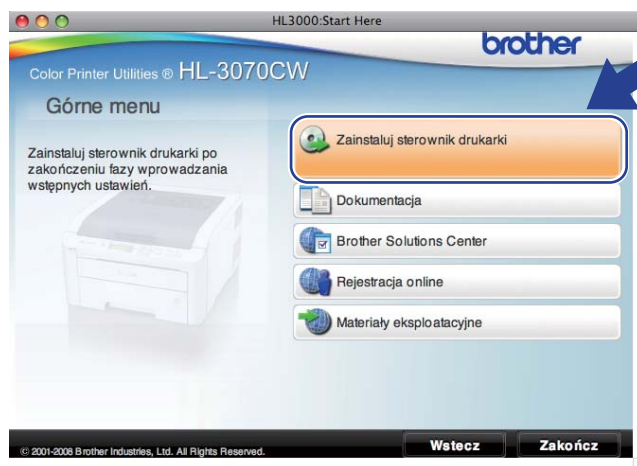 HL3000:Start Here
brother
Color Printer Utilities ® HL-3070CW
Górne menu
Zainstaluj sterownik drukarki po
zakończeniu fazy wprowadzania
wstępnych ustawień.
Zainstaluj sterownik drukarki
Dokumentacja
Brother Solutions Center
Rejestracja online
Materiały eksploatacyjne
© 2001-2008 Brother Industries, Ltd. All Rights Reserved.
Wstecz
Zakończ